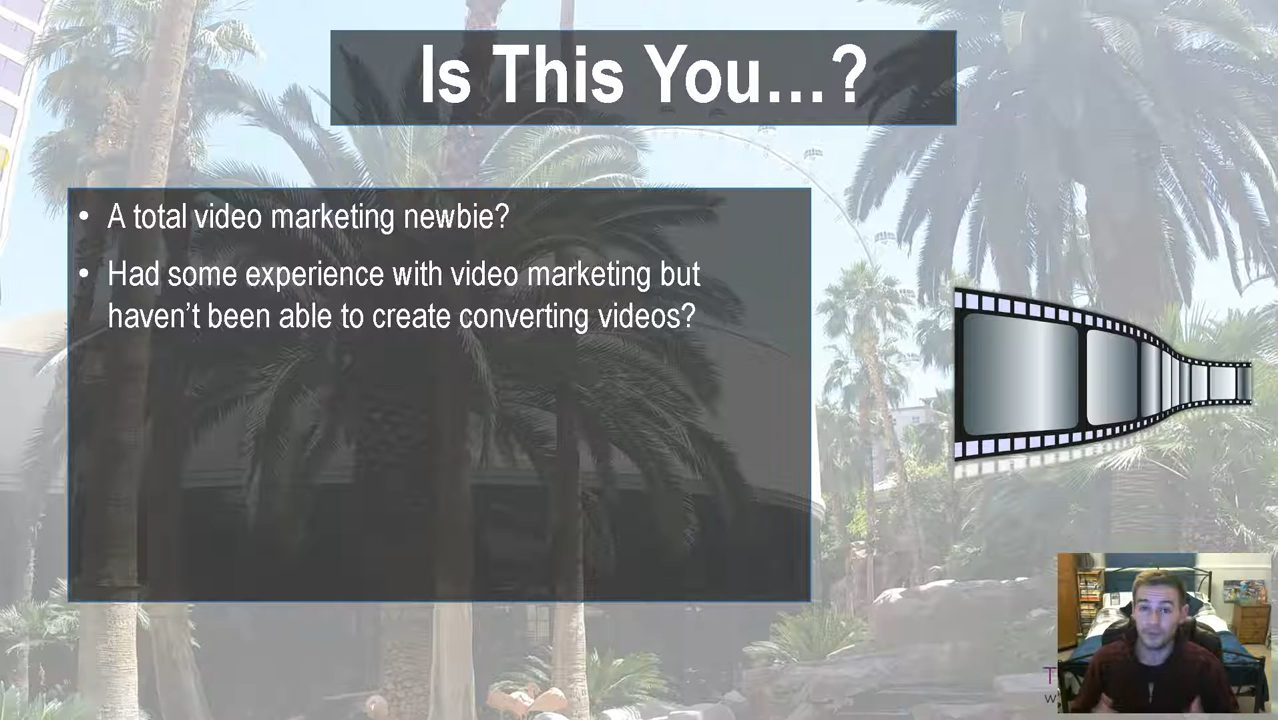 Is This You...?
• A total video marketing newbie?
• Had some experience with video marketing but
haven’t been able to create converting videos?